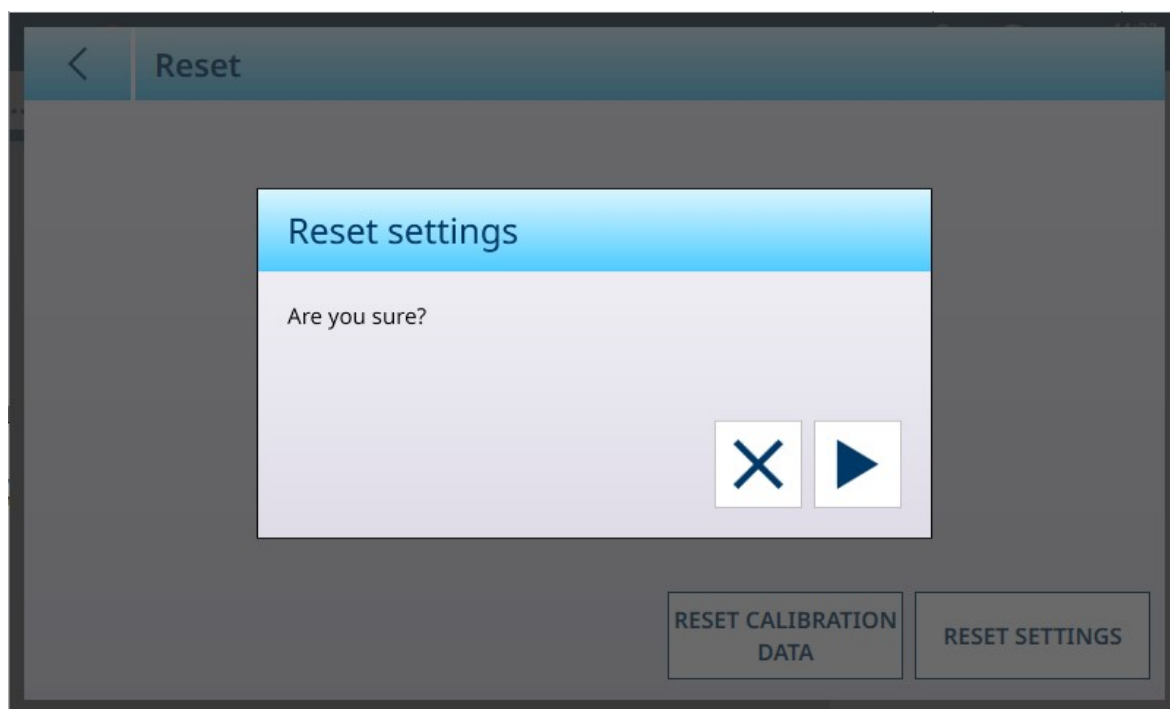 Reset
Reset settings
Are you sure?
RESET CALIBRATION
DATA
RESET SETTINGS